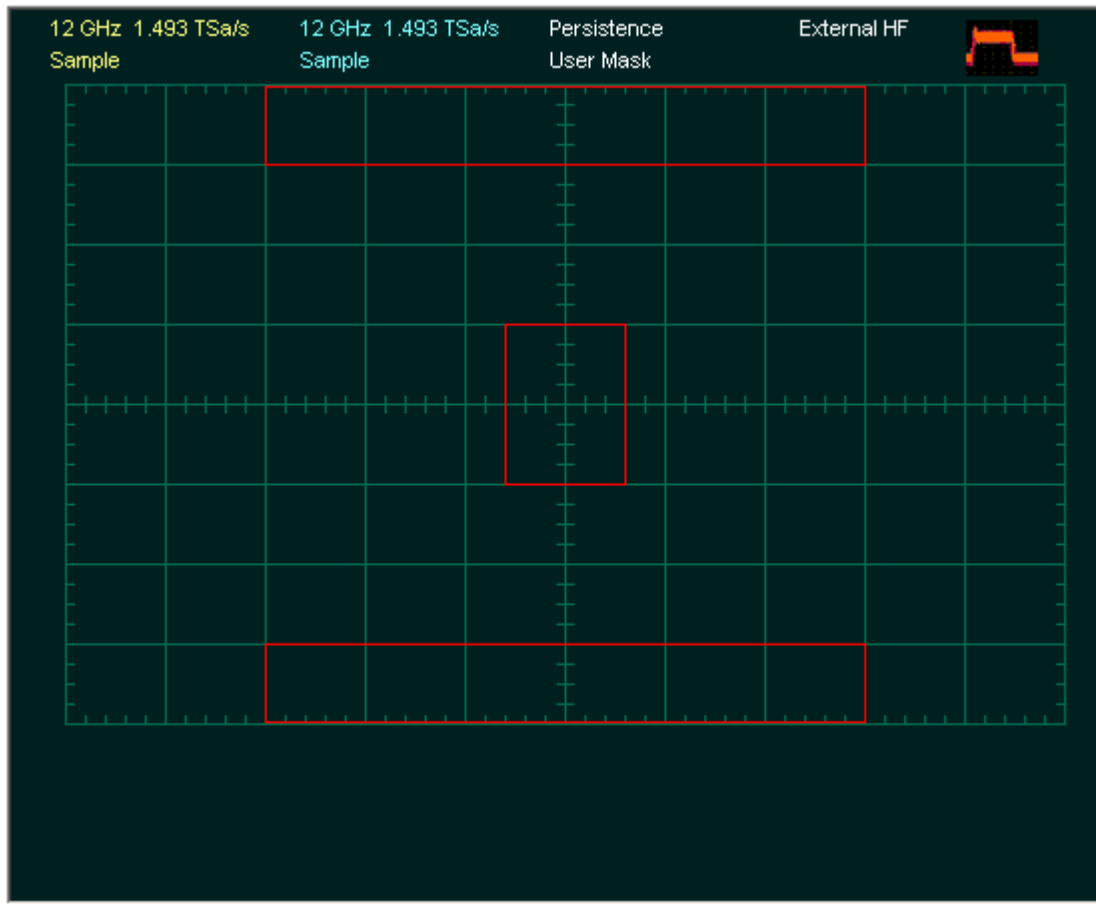 12 GHz 1.493 TSa/s 12 GHz 1.493 TSa/s Persistence External HF
Sample Sample User Mask